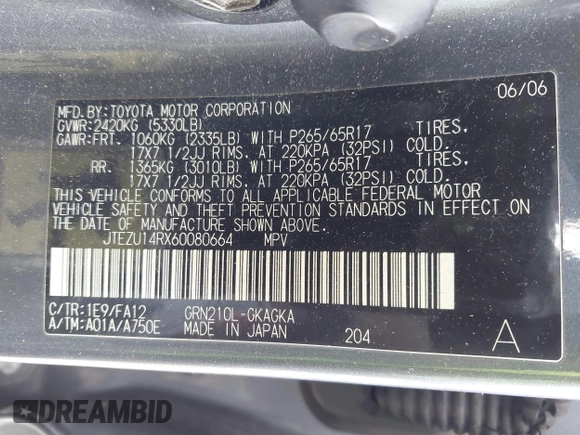 06/06
MFD.BY:TOYOTA MOTOR CORPORATION
GVWR:2420KG (5330LB)
GAWR:FRT. 1060KG (2335LB) WITH P265/65R17 TIRES,
17X7 1/2JJ RIMS, AT 220KPA (32PSI) COLD.
RR. 1365KG (3010LB) WITH P265/65R17 TIRES,
17X7 1/2JJ RIMS, AT 220KPA (32PSI) COLD.
THIS VEHICLE CONFORMS TO ALL APPLICABLE FEDERAL MOTOR
VEHICLE SAFETY AND THEFT PREVENTION STANDARDS IN EFFECT ON
THE DATE OF MANUFACTURE SHOWN ABOVE.
JTEZU14RX60080664 MPV
C/TR:1E9/FA12 GRN210L-GKAGKA
A/TM:A01A/A750E MADE IN JAPAN 204 A
DREAMBID